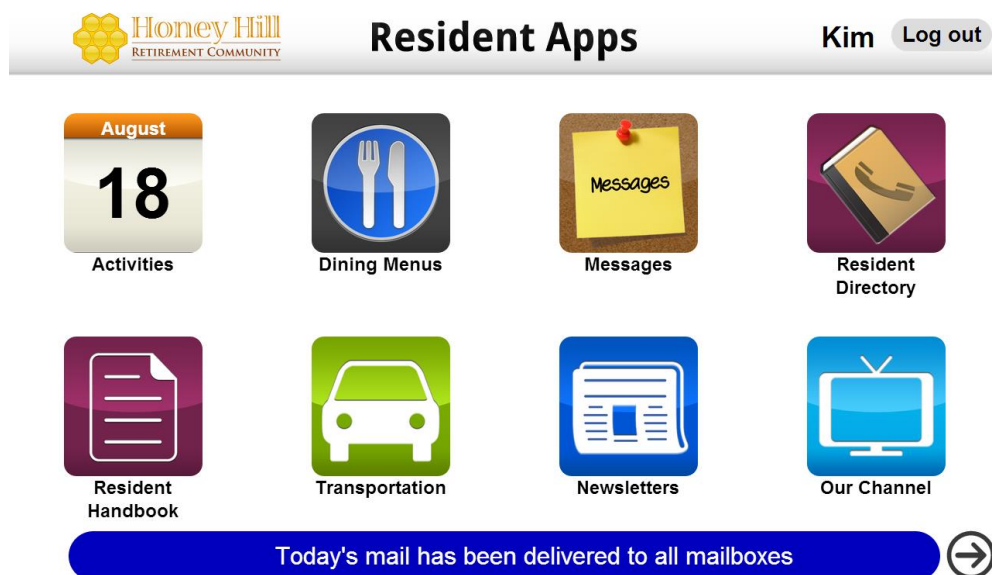 Honey Hill
RETIREMENT COMMUNITY
Resident Apps
Kim
Log out
August
18
Activities
Dining Menus
Messages
Messages
Resident
Directory
Resident
Handbook
Transportation
Newsletters
Our Channel
Today's mail has been delivered to all mailboxes